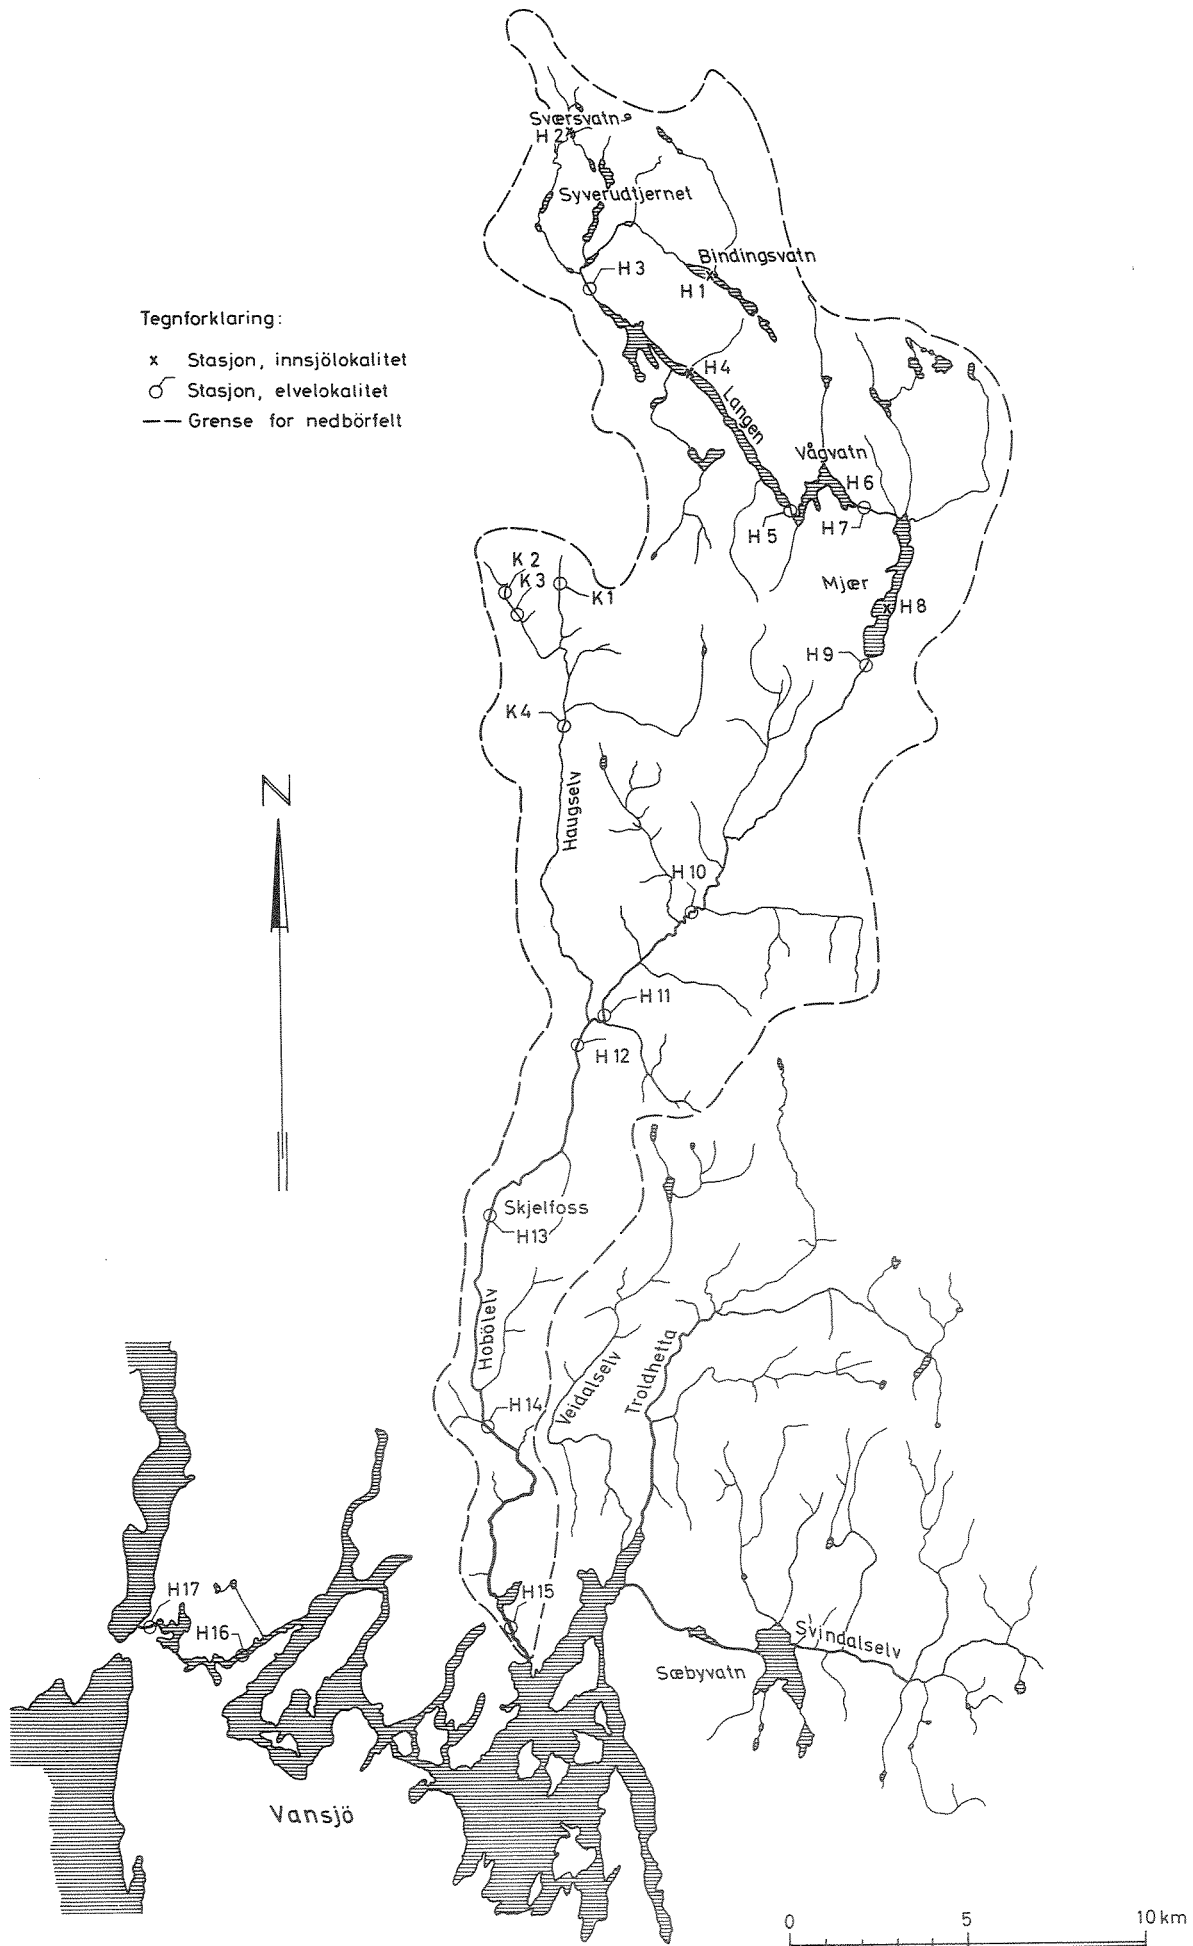 Sværsvatn
H 2
Syverudtjernet
Bindingsvatn
H 3
H 1
Tegnforklaring:
x Stasjon, innsjölokalitet
Stasjon, elvelokalitet
Grense for nedbörfelt
H 4
Langen
Vågvatn
H 6
H 5
H 7
K 2
K 3
K 1
Mjær
H 8
H 9
K 4
N
Haugselv
H 10
H 11
H 12
Skjelfoss
H 13
Hobölelv
Veidalselv
Troldhetta
H 14
H 17
H 15
H 16
Svindalselv
Sæbyvatn
Vansjö
0 5 10 km